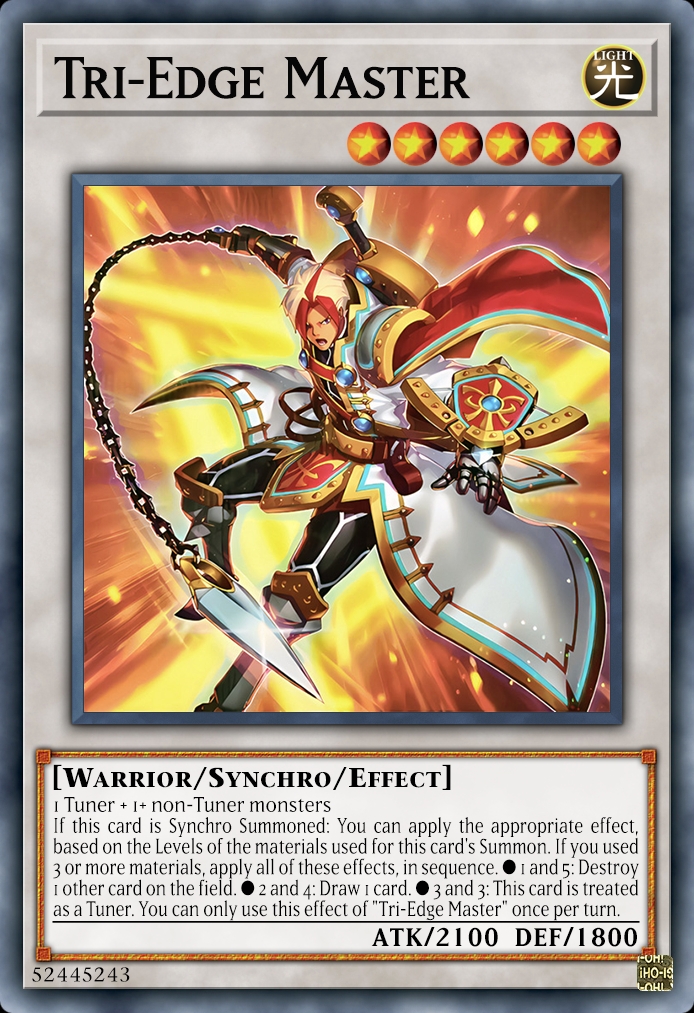 TRI-EDGE MASTER
LIGHT
光
[WARRIOR/SYNCHRO/EFFECT]
1 Tuner + 1+ non-Tuner monsters
If this card is Synchro Summoned: You can apply the appropriate effect,
based on the Levels of the materials used for this card's Summon. If you used
3 or more materials, apply all of these effects, in sequence. ● 1 and 5: Destroy
1 other card on the field. ● 2 and 4: Draw 1 card. ● 3 and 3: This card is treated
as a Tuner. You can only use this effect of "Tri-Edge Master" once per turn.
ATK/2100 DEF/1800
52445243